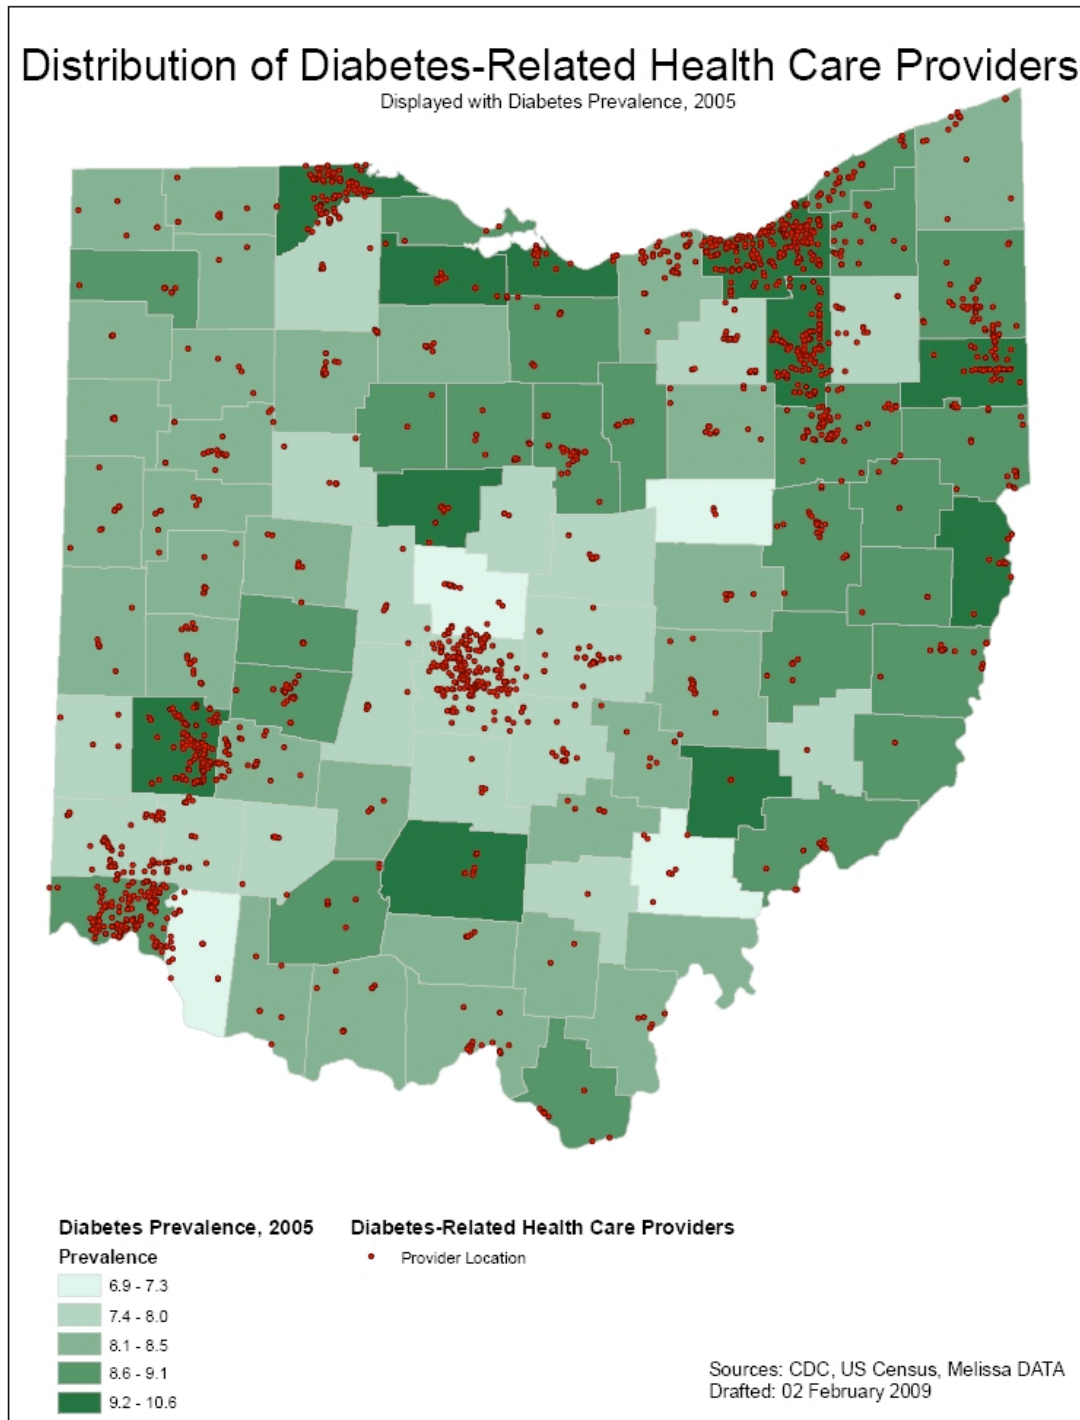 Distribution of Diabetes-Related Health Care Providers
Displayed with Diabetes Prevalence, 2005
Diabetes Prevalence, 2005
Prevalence
6.9 - 7.3
7.4 - 8.0
8.1 - 8.5
8.6 - 9.1
9.2 - 10.6
Diabetes-Related Health Care Providers
Provider Location
Sources: CDC, US Census, Melissa DATA
Drafted: 02 February 2009